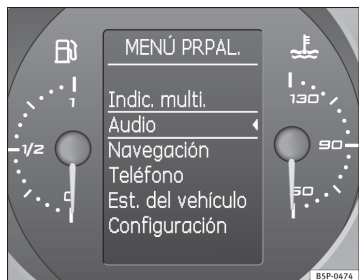 MENÚ PRPAL.
Indic. multi.
Audio
Navegación
Teléfono
Est. del vehículo
Configuración
1
1/2
0
130
90
50
B5P-0474